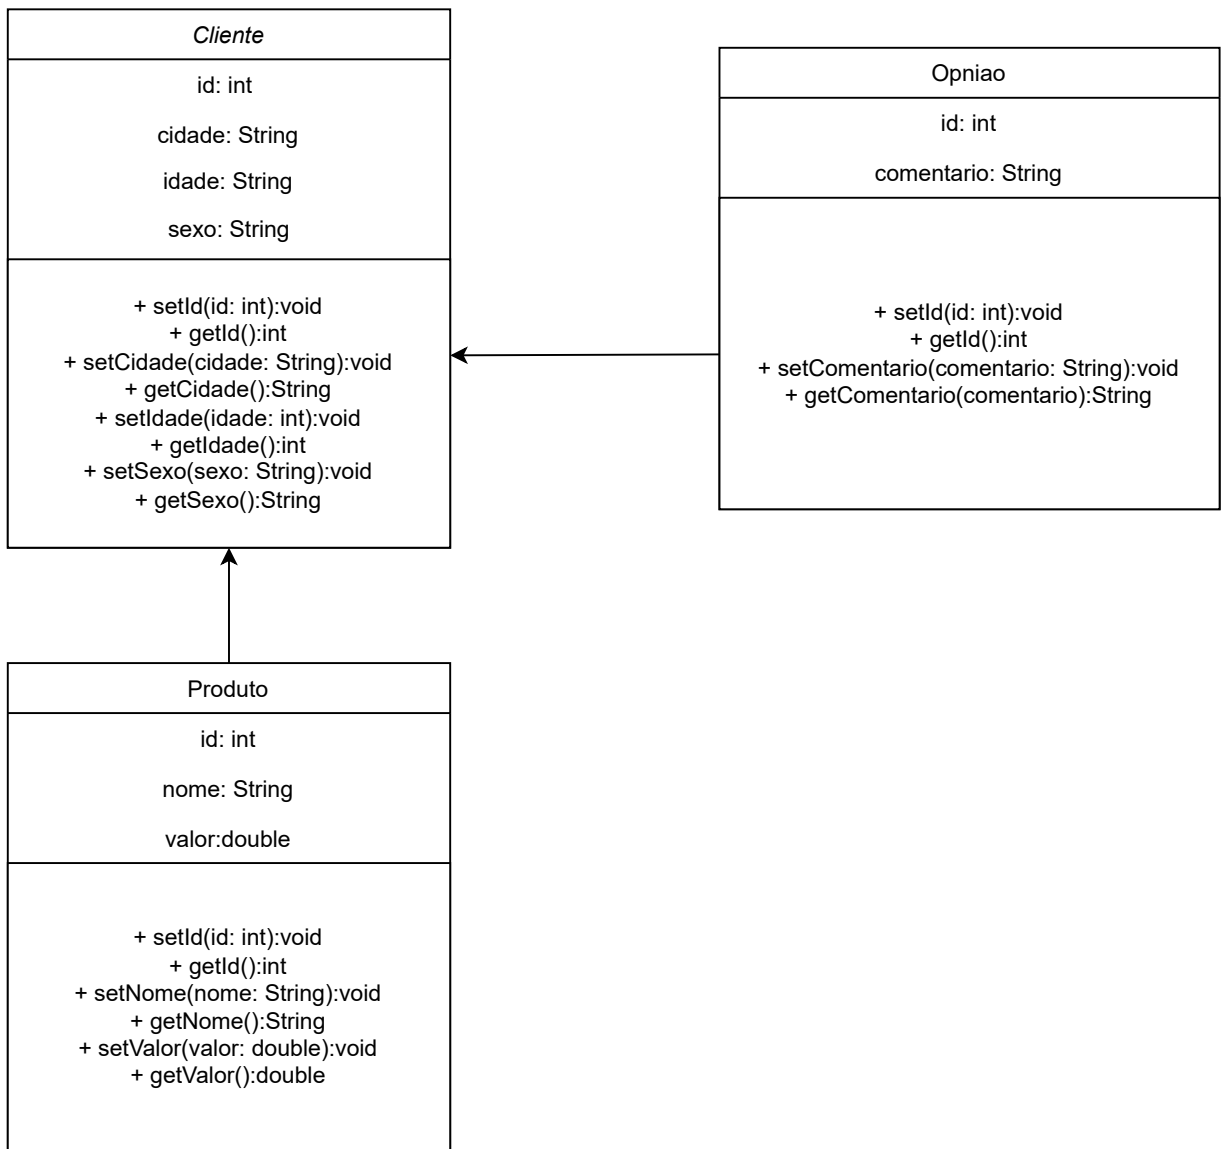 Cliente
id: int
cidade: String
idade: String
sexo: String
+ setId(id: int):void
+ getId():int
+ setCidade(cidade: String):void
+ getCidade():String
+ setIdade(idade: int):void
+ getIdade():int
+ setSexo(sexo: String):void
+ getSexo():String
Opniao
id: int
comentario: String
+ setId(id: int):void
+ getId():int
+ setComentario(comentario: String):void
+ getComentario(comentario):String
Produto
id: int
nome: String
valor:double
+ setId(id: int):void
+ getId():int
+ setNome(nome: String):void
+ getNome():String
+ setValor(valor: double):void
+ getValor():double